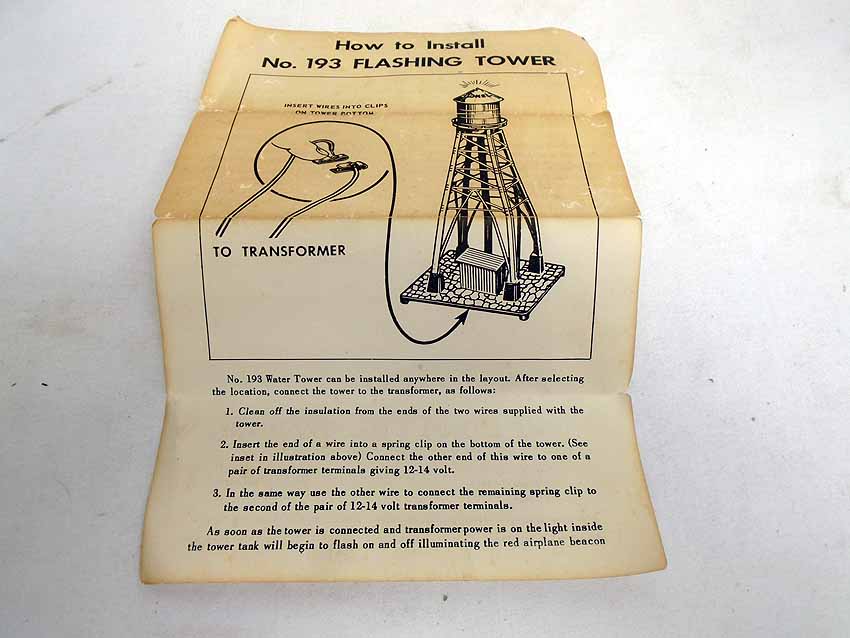 How to Install
No. 193 FLASHING TOWER
INSERT WIRES INTO CLIPS
ON TOWER BOTTOM
TO TRANSFORMER
No. 193 Water Tower can be installed anywhere in the layout. After selecting
the location, connect the tower to the transformer, as follows:
1. Clean off the insulation from the ends of the two wires supplied with the
tower.
2. Insert the end of a wire into a spring clip on the bottom of the tower. (See
inset in illustration above) Connect the other end of this wire to one of a
pair of transformer terminals giving 12-14 volt.
3. In the same way use the other wire to connect the remaining spring clip to
the second of the pair of 12-14 volt transformer terminals.
As soon as the tower is connected and transformer power is on the light inside
the tower tank will begin to flash on and off illuminating the red airplane beacon